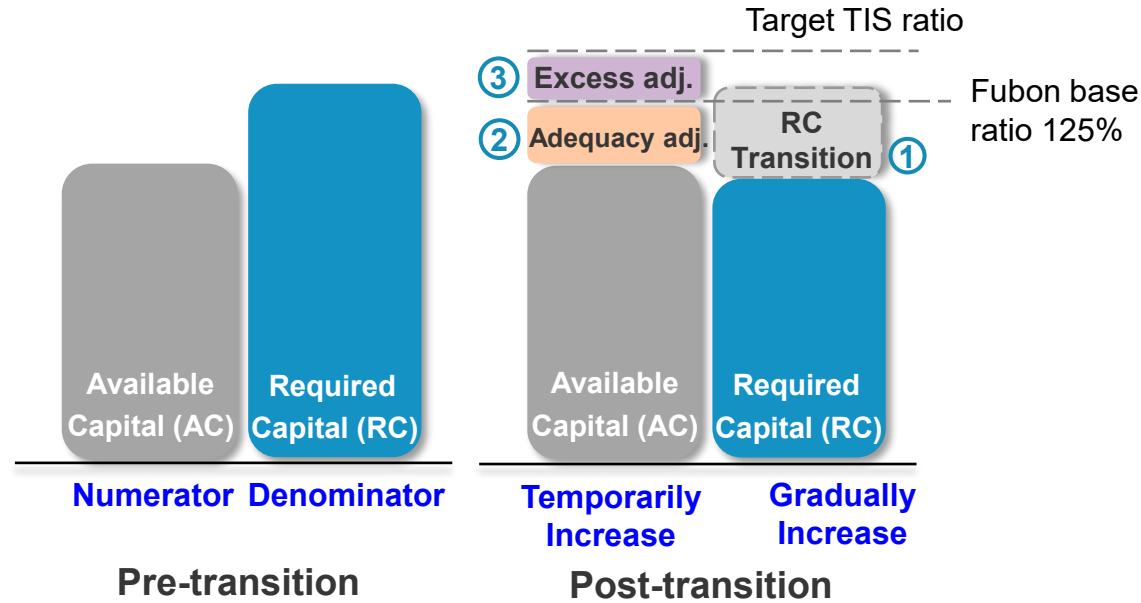 Target TIS ratio
③ Excess adj.
Fubon base
ratio 125%
② Adequacy adj.
RC
Transition ①
Available
Capital (AC)
Required
Capital (RC)
Available
Capital (AC)
Required
Capital (RC)
Numerator
Denominator
Temporarily
Increase
Gradually
Increase
Pre-transition
Post-transition